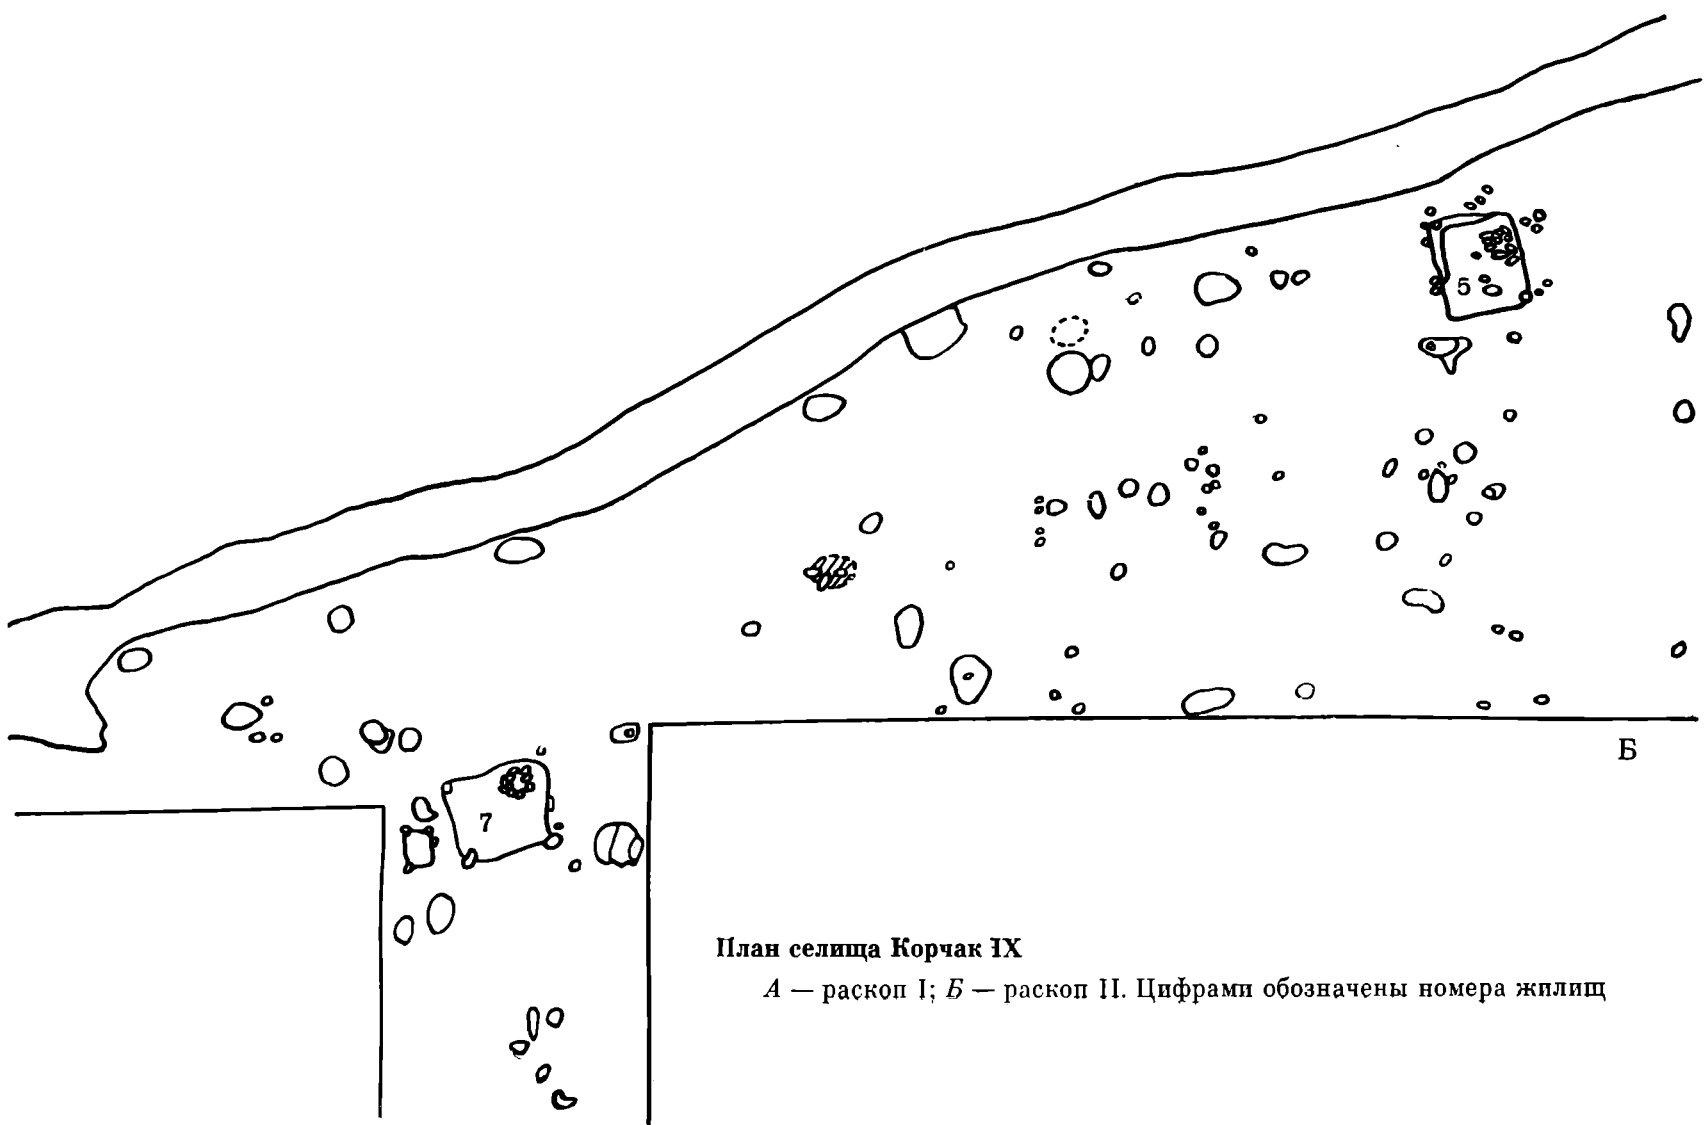 5
Б
7
План селища Корчак IX
А — раскоп I; Б — раскоп II. Цифрами обозначены номера жилищ